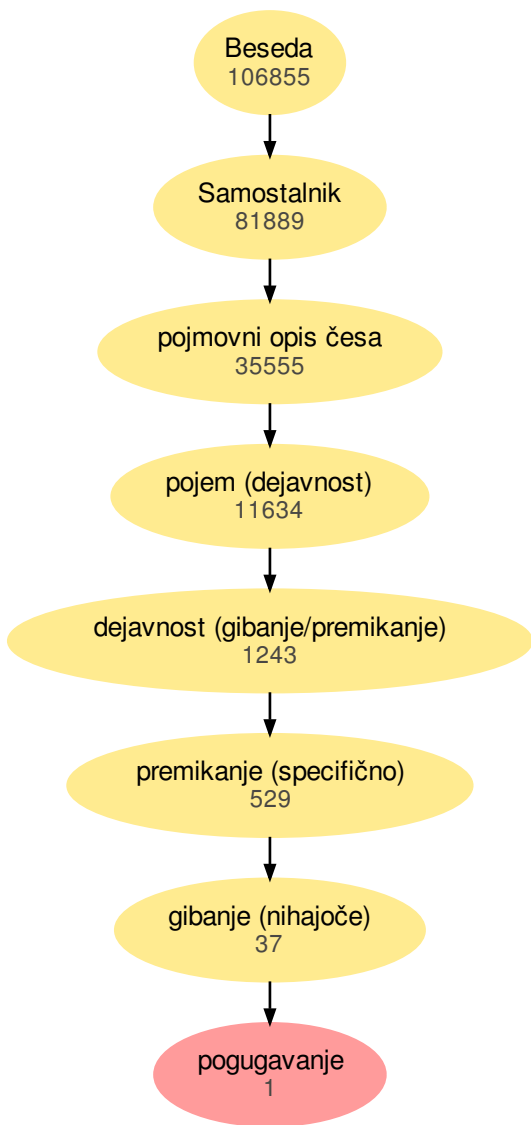 Beseda
106855
Samostalnik
81889
pojmovni opis česa
35555
pojem (dejavnost)
11634
dejavnost (gibanje/premikanje)
1243
premikanje (specifično)
529
gibanje (nihajoče)
37
pogugavanje
1